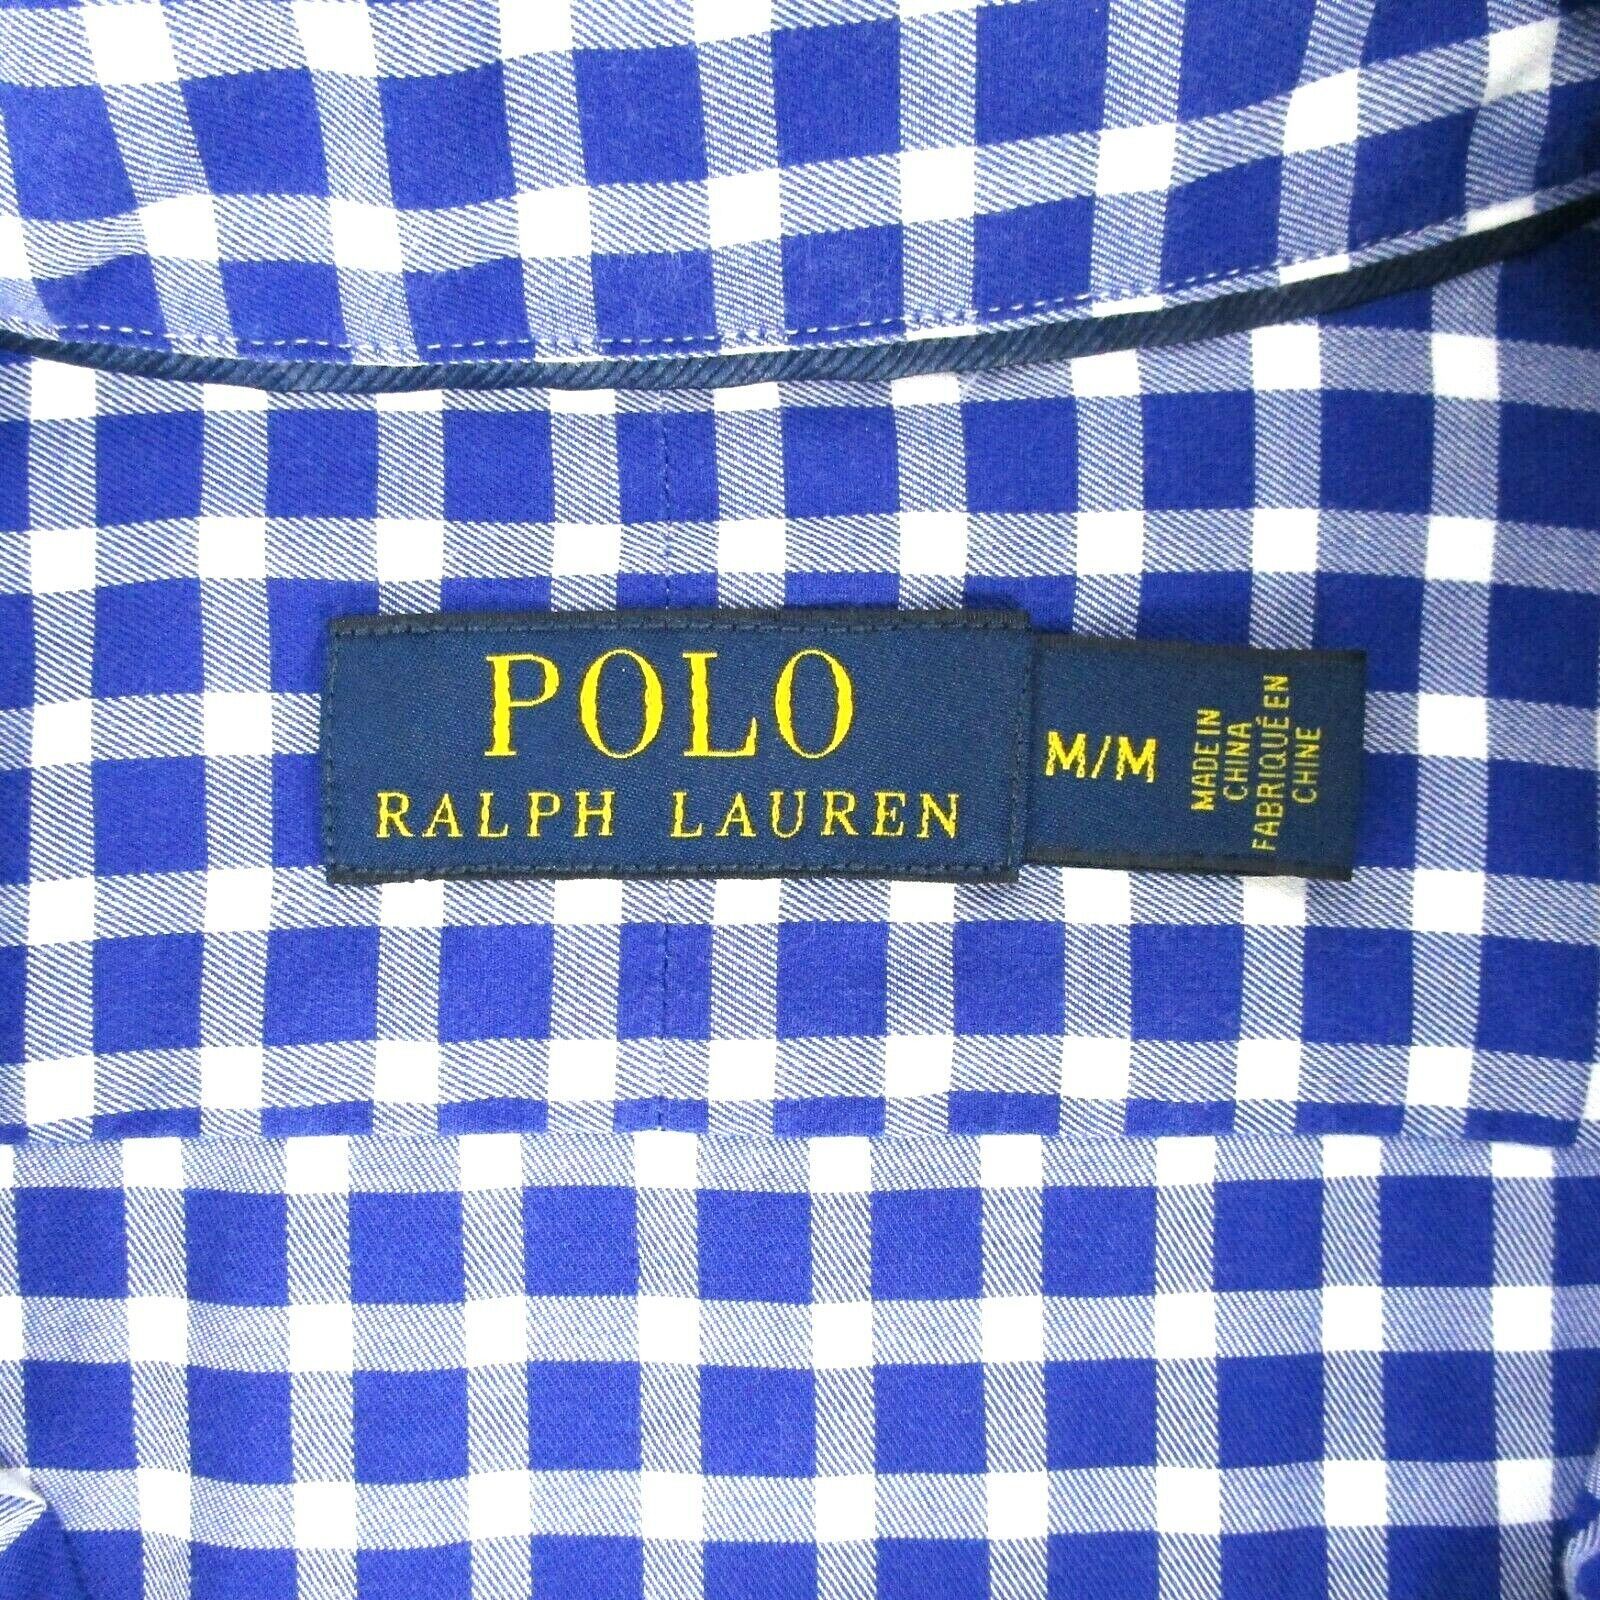 POLO
RALPH LAUREN
M/M
MADE IN
CHINA
FABRIQUÉ EN
CHINE